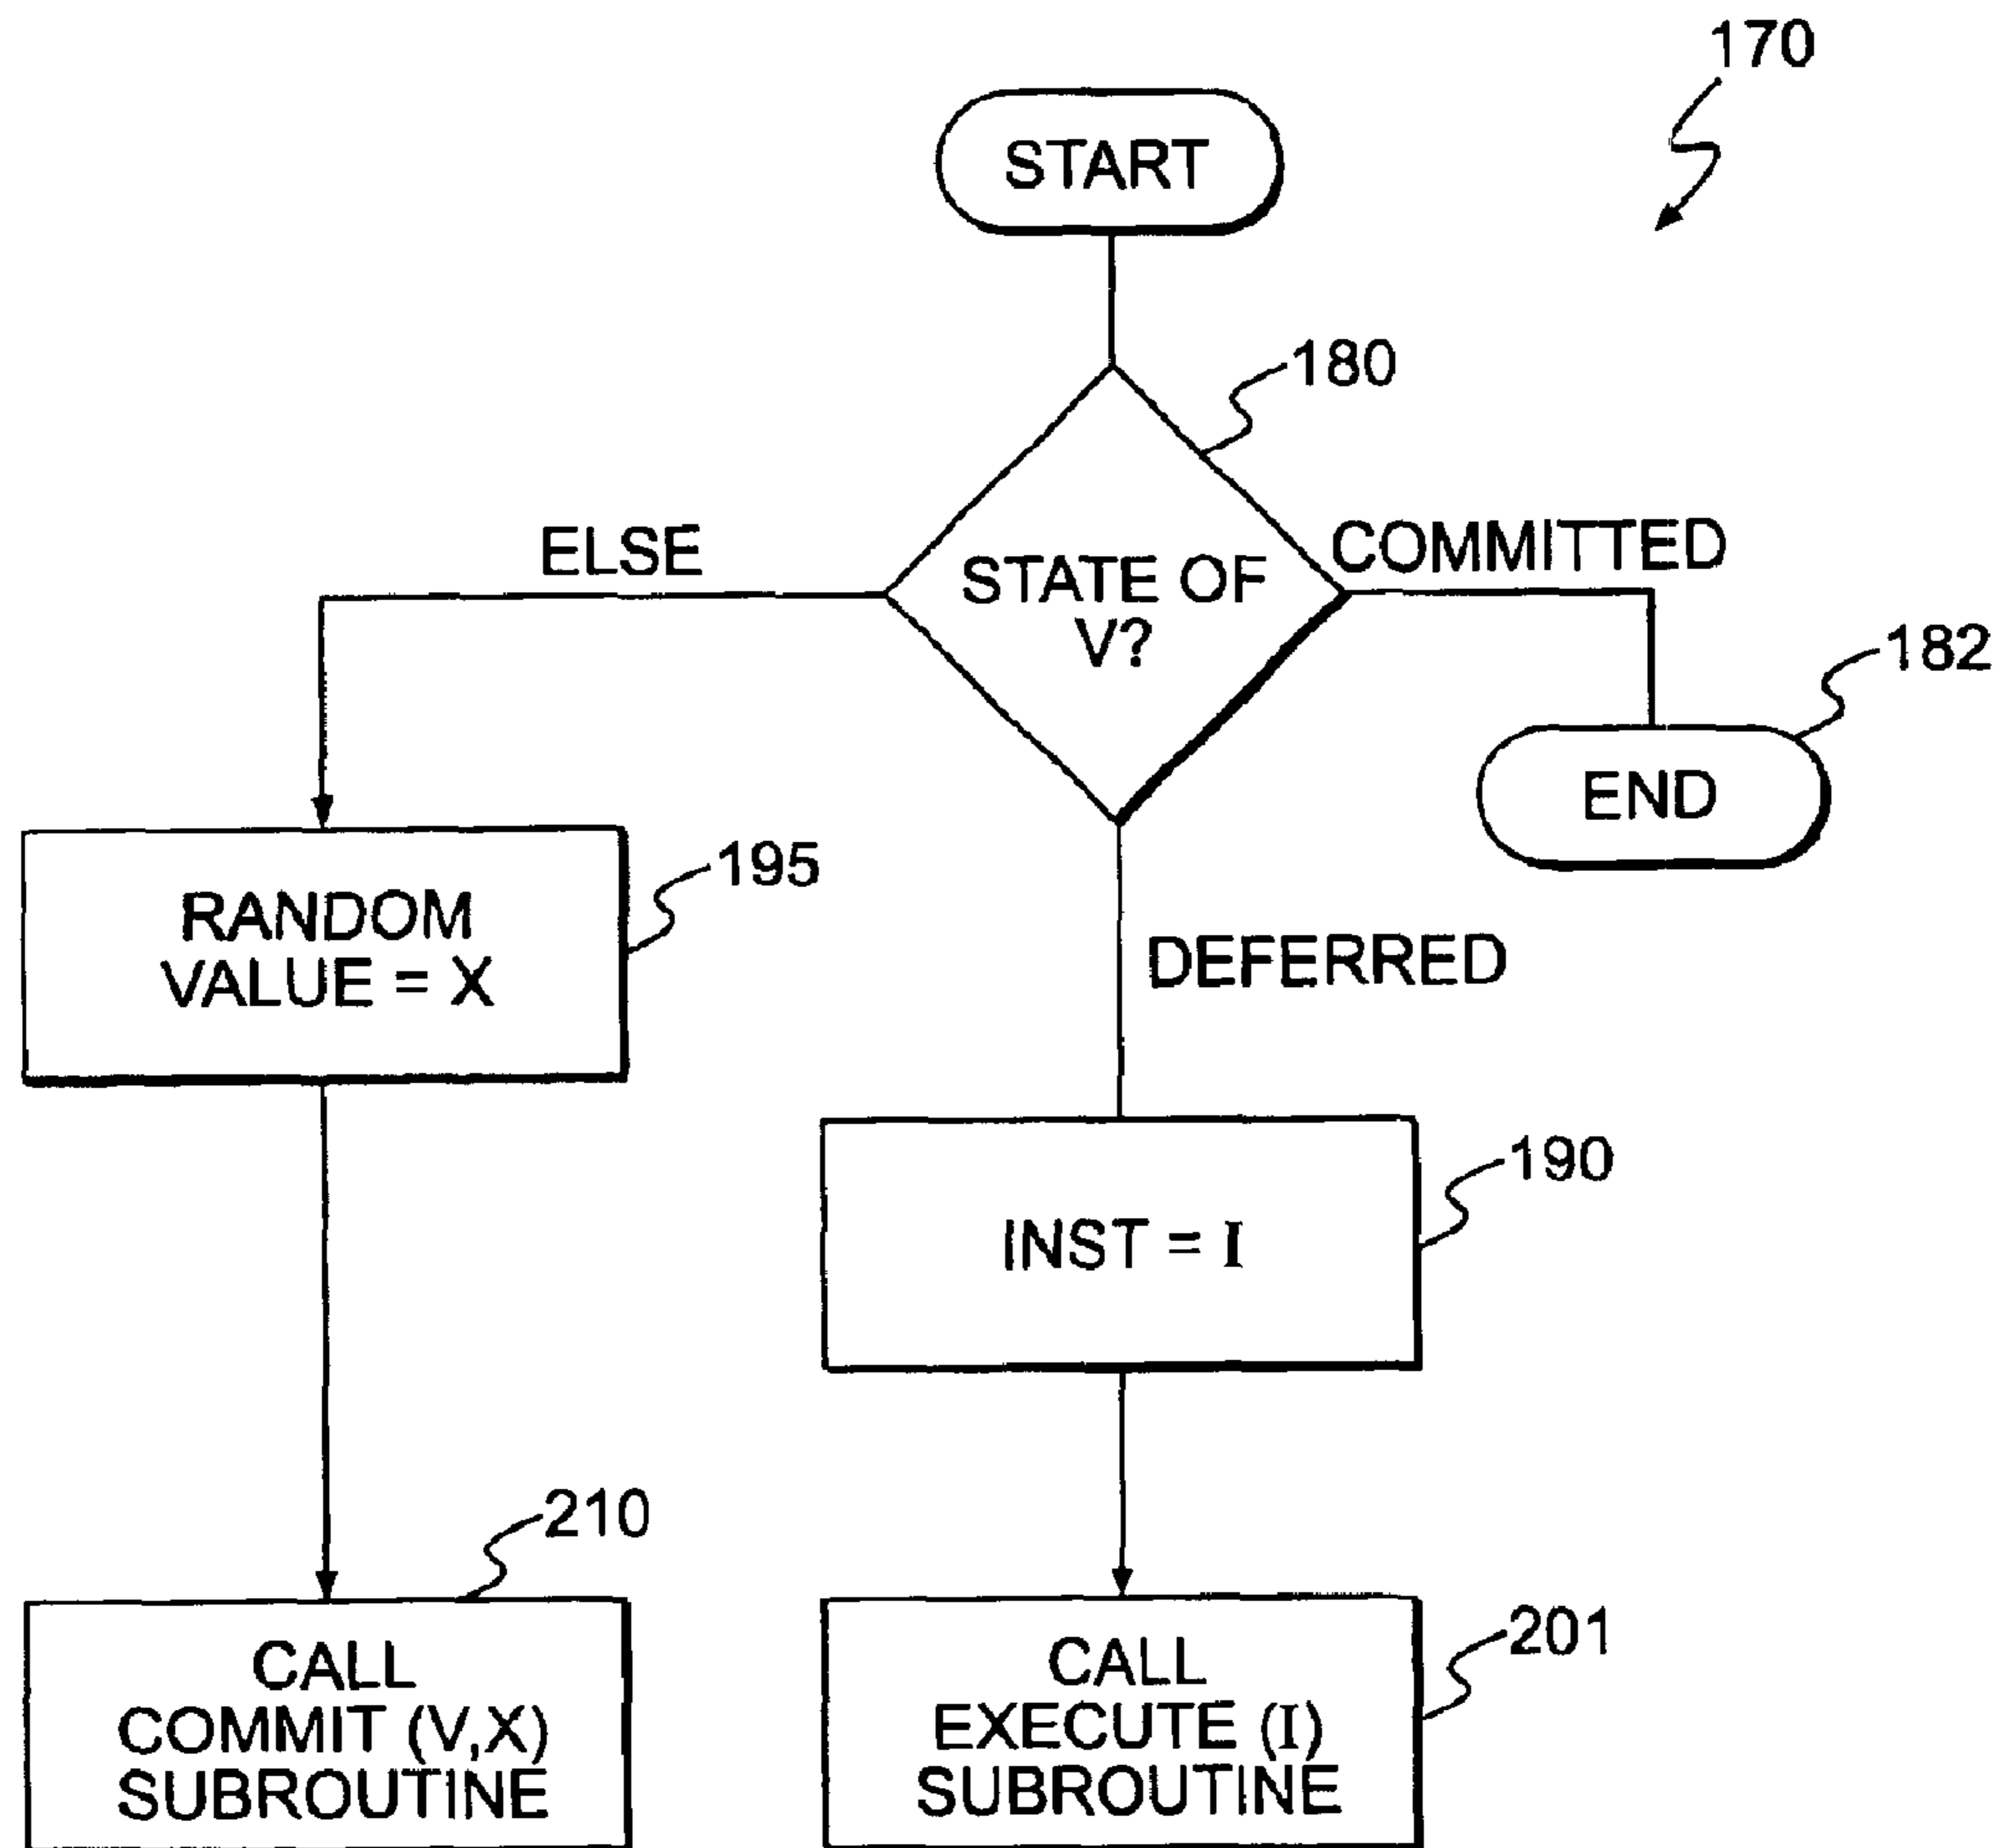 170
START
180
ELSE
COMMITTED
STATE OF
V?
182
END
195
RANDOM
VALUE = X
DEFERRED
190
INST = I
210
CALL
COMMIT (V,X)
SUBROUTINE
201
CALL
EXECUTE (I)
SUBROUTINE